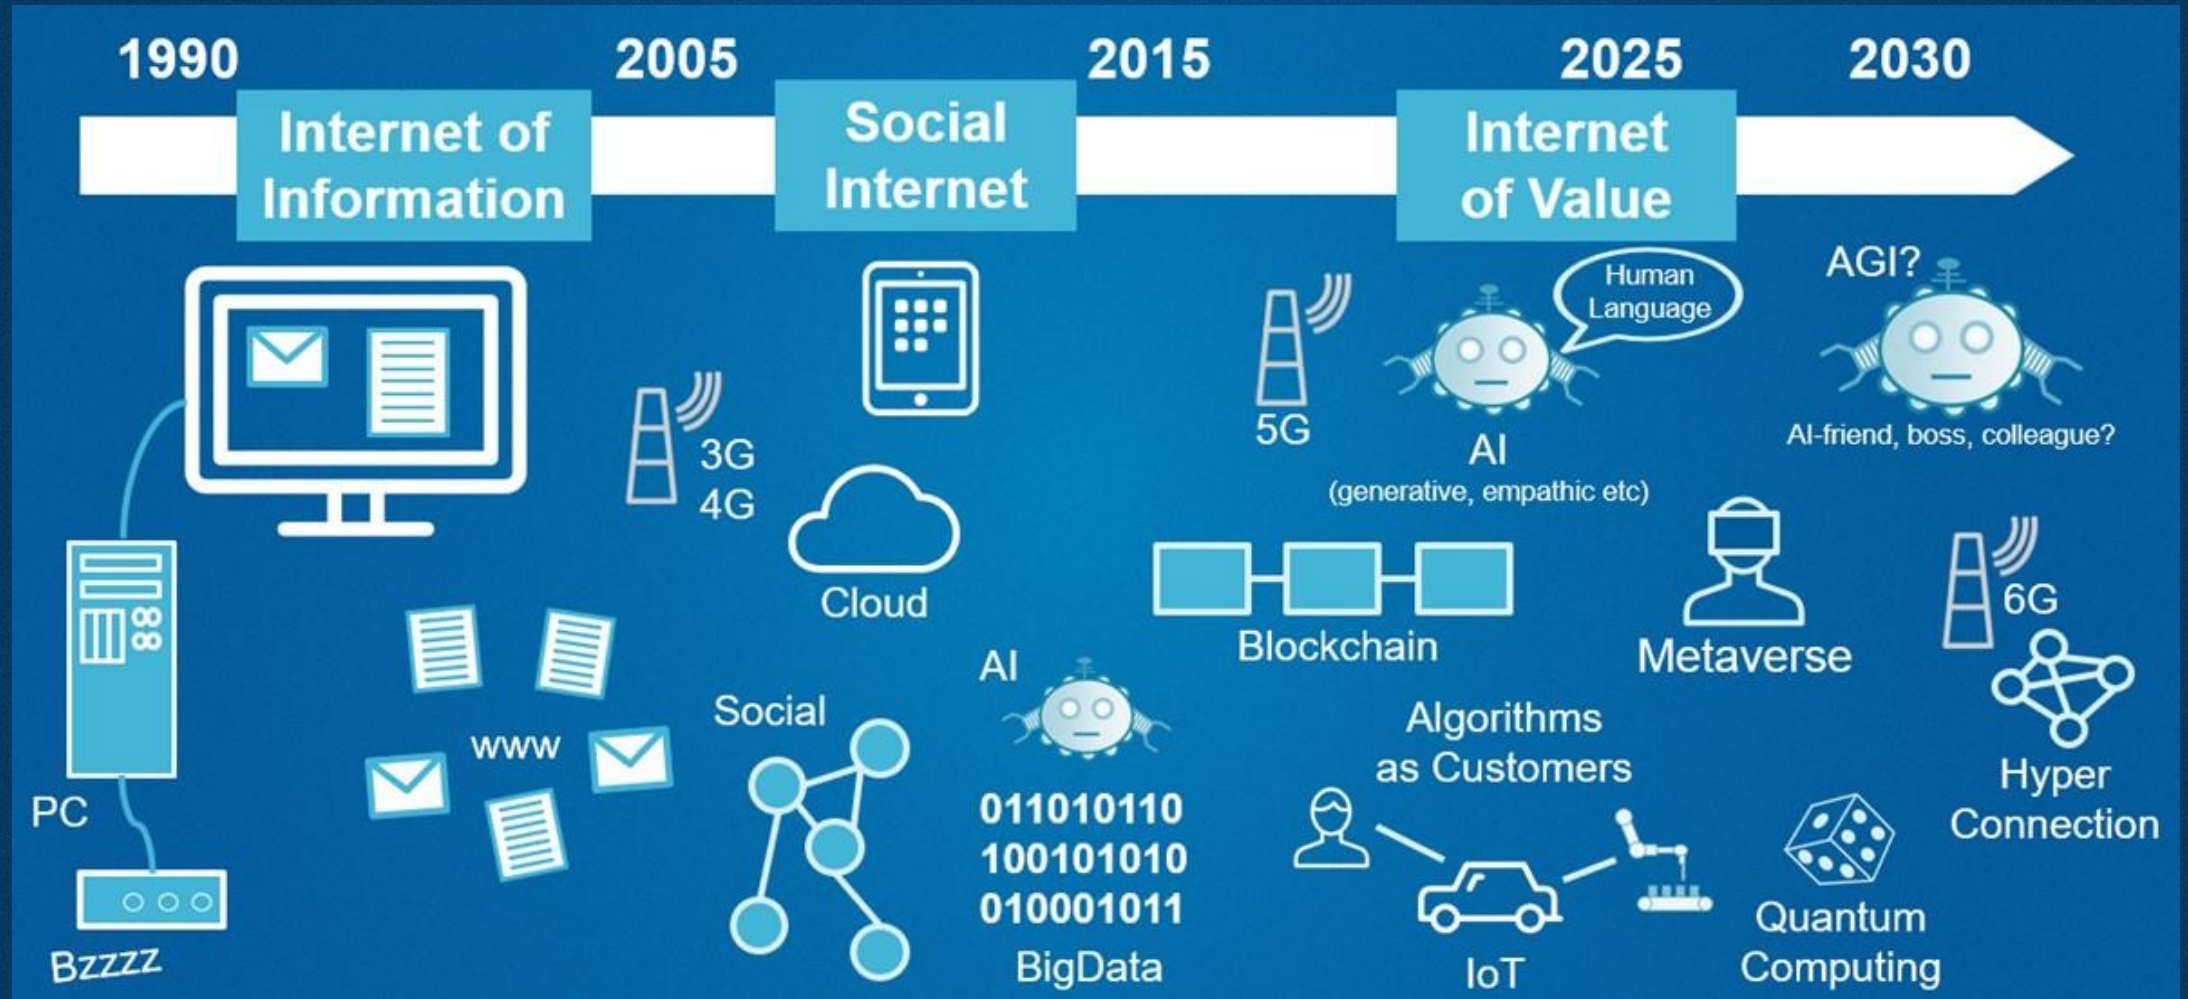 1990
2005
2015
2025
2030
Internet of
Information
Social
Internet
Internet
of Value
PC
Bzzzz
www
3G
4G
Cloud
Social
AI
011010110
100101010
010001011
BigData
5G
AI
(generative, empathic etc)
Human
Language
Blockchain
Algorithms
as Customers
IoT
AGI?
AI-friend, boss, colleague?
Metaverse
6G
Hyper
Connection
Quantum
Computing